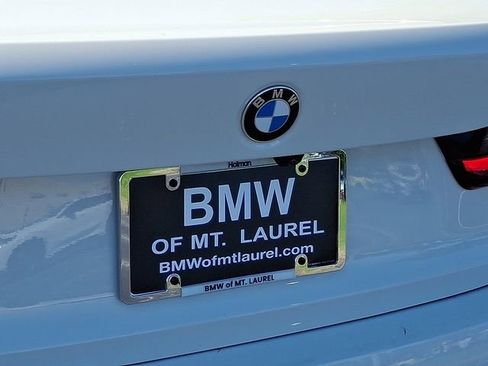 BMW
Holman
BMW
OF MT. LAUREL
BMWofmtlaurel.com
BMW of MT. LAUREL